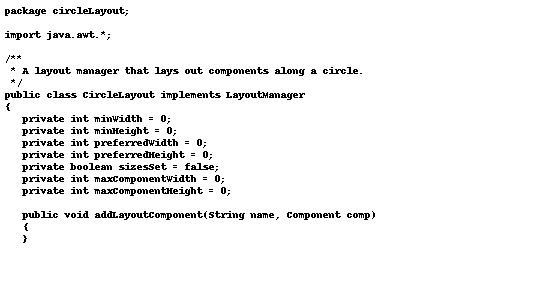 package circleLayout;

import java.awt.*;

/**
 * A layout manager that lays out components along a circle.
 */
public class CircleLayout implements LayoutManager
{
   private int minWidth = 0;
   private int minHeight = 0;
   private int preferredWidth = 0;
   private int preferredHeight = 0;
   private boolean sizesSet = false;
   private int maxComponentWidth = 0;
   private int maxComponentHeight = 0;

   public void addLayoutComponent(String name, Component comp)
   {
   }